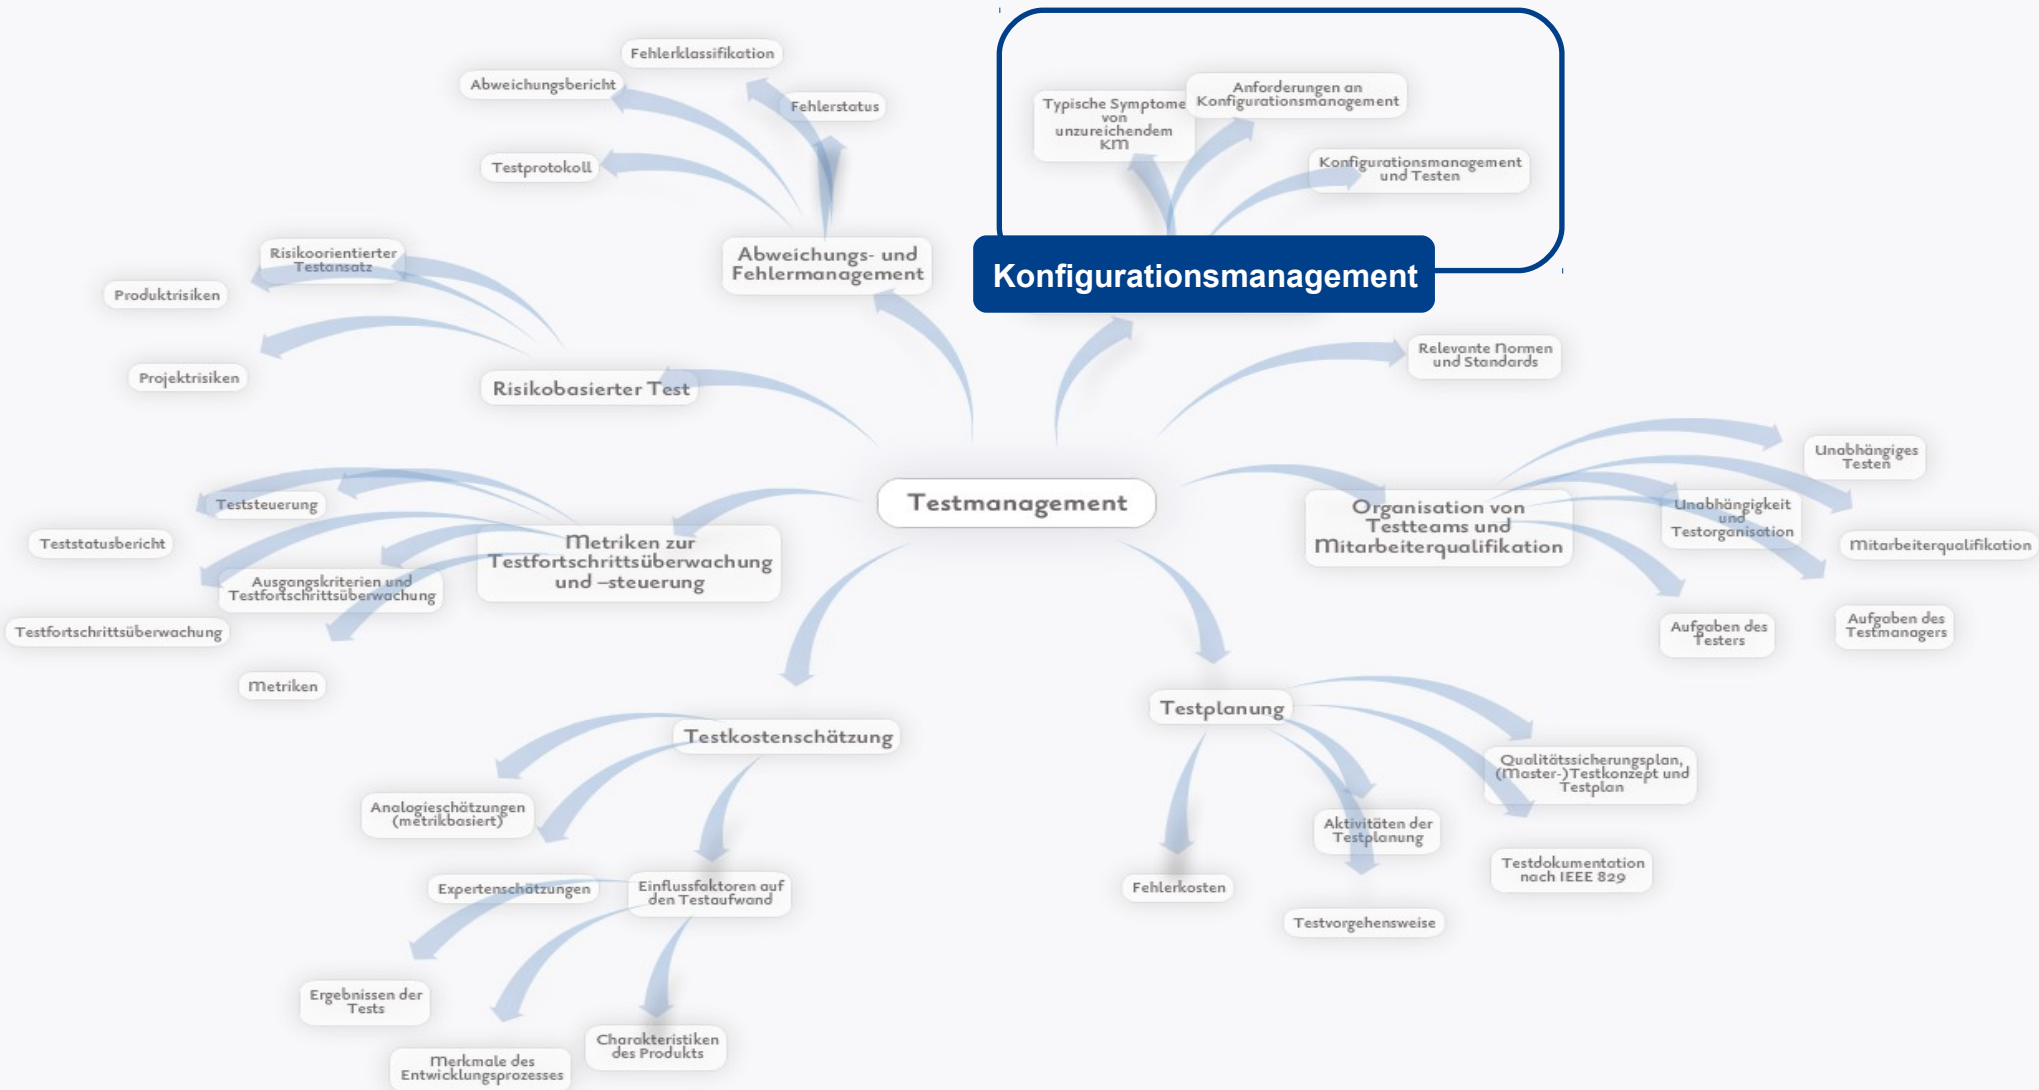 Fehlerklassifikation
Abweichungsbericht
Fehlerstatus
Testprotokoll
Abweichungs- und
Fehlermanagement
Typische Symptome
von
unzureichendem
KM
Anforderungen an
Konfigurationsmanagement
Konfigurationsmanagement
und Testen
Konfigurationsmanagement
Risikoorientierter
Testansatz
Produktrisiken
Projektrisiken
Risikobasierter Test
Relevante Normen
und Standards
Testmanagement
Teststeuerung
Teststatusbericht
Ausgangskriterien und
Testfortschrittsüberwachung
Testfortschrittsüberwachung
Metriken
Metriken zur
Testfortschrittsüberwachung
und –steuerung
Organisation von
Testteams und
Mitarbeiterqualifikation
Unabhängiges
Testen
Unabhängigkeit
und
Testorganisation
Mitarbeiterqualifikation
Aufgaben des
Testers
Aufgaben des
Testmanagers
Testkostenschätzung
Analogieschätzungen
(metrikbasiert)
Expertenschätzungen
Einflussfaktoren auf
den Testaufwand
Ergebnissen der
Tests
Merkmale des
Entwicklungsprozesses
Charakteristiken
des Produkts
Testplanung
Qualitätssicherungsplan,
(Master-)Testkonzept und
Testplan
Aktivitäten der
Testplanung
Testdokumentation
nach IEEE 829
Fehlerkosten
Testvorgehensweise